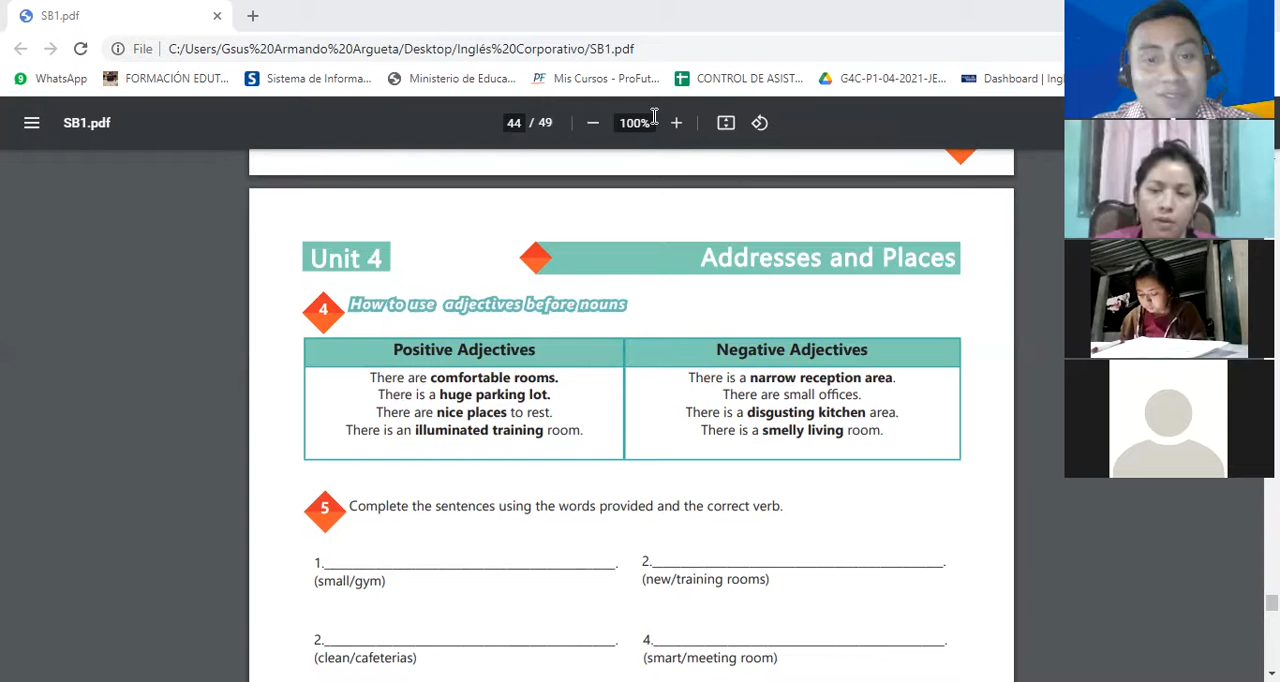 SB1.pdf
File C:/Users/Gsus%20Armando%20Argueta/Desktop/Inglés%20Corporativo/SB1.pdf
WhatsApp FORMACIÓN EDUT... Sistema de Informa... Ministerio de Educa... Mis Cursos - ProFut... CONTROL DE ASIST... G4C-P1-04-2021-JE... Dashboard | Ingl
SB1.pdf 44 / 49 100%
Unit 4 Addresses and Places
4 How to use adjectives before nouns
Positive Adjectives
There are comfortable rooms.
There is a huge parking lot.
There are nice places to rest.
There is an illuminated training room.
Negative Adjectives
There is a narrow reception area.
There are small offices.
There is a disgusting kitchen area.
There is a smelly living room.
5 Complete the sentences using the words provided and the correct verb.
1.______________________________.
(small/gym)
2.______________________________.
(new/training rooms)
2.______________________________.
(clean/cafeterias)
4.______________________________.
(smart/meeting room)